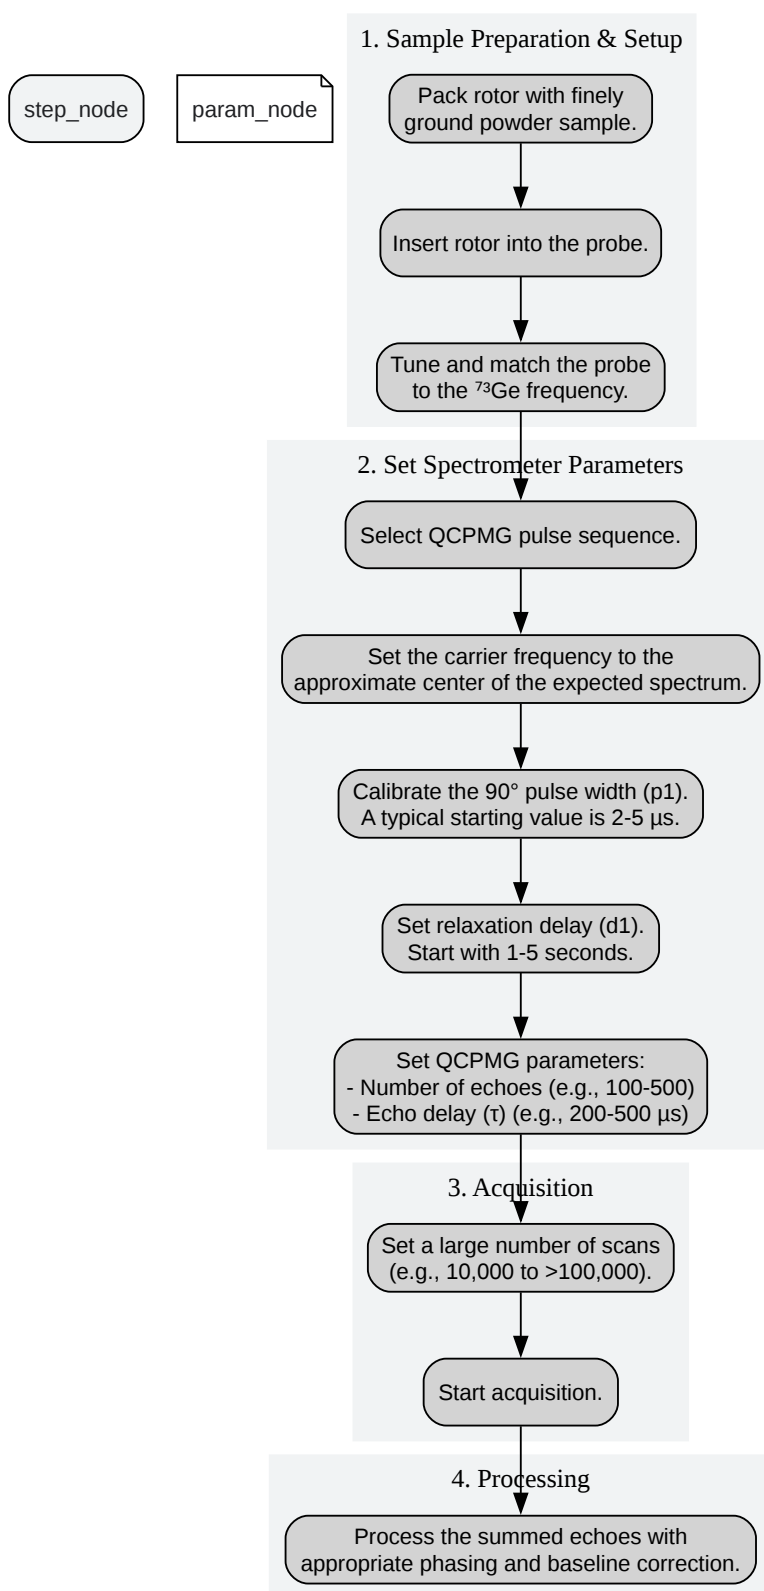 1. Sample Preparation & Setup
step_node
param_node
Pack rotor with finely
ground powder sample.
Insert rotor into the probe.
Tune and match the probe
to the ⁷³Ge frequency.
2. Set Spectrometer Parameters
Select QCPMG pulse sequence.
Set the carrier frequency to the
approximate center of the expected spectrum.
Calibrate the 90° pulse width (p1).
A typical starting value is 2-5 µs.
Set relaxation delay (d1).
Start with 1-5 seconds.
Set QCPMG parameters:
- Number of echoes (e.g., 100-500)
- Echo delay (τ) (e.g., 200-500 µs)
3. Acquisition
Set a large number of scans
(e.g., 10,000 to >100,000).
Start acquisition.
4. Processing
Process the summed echoes with
appropriate phasing and baseline correction.